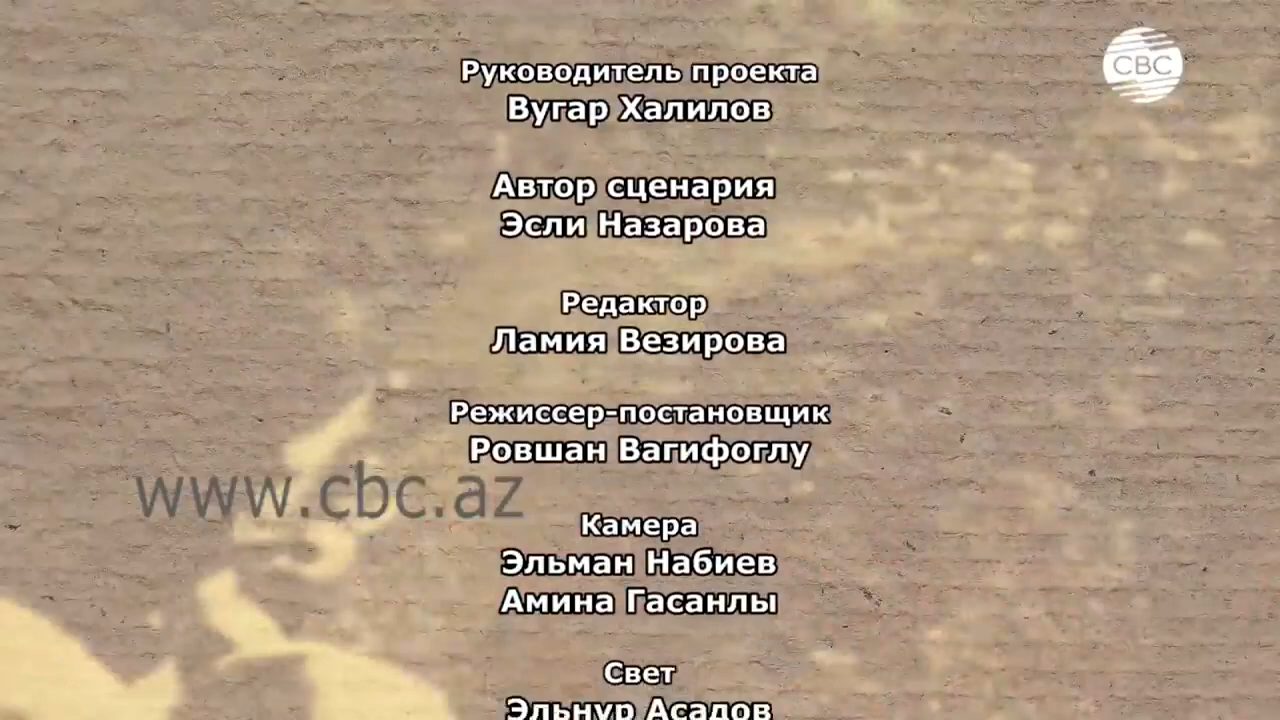 CBC
Руководитель проекта
Вугар Халилов
Автор сценария
Эсли Назарова
Редактор
Ламия Везирова
Режиссер-постановщик
Ровшан Вагифоглу
www.cbc.az
Камера
Эльман Набиев
Амина Гасанлы
Свет
Эльнур Асадов